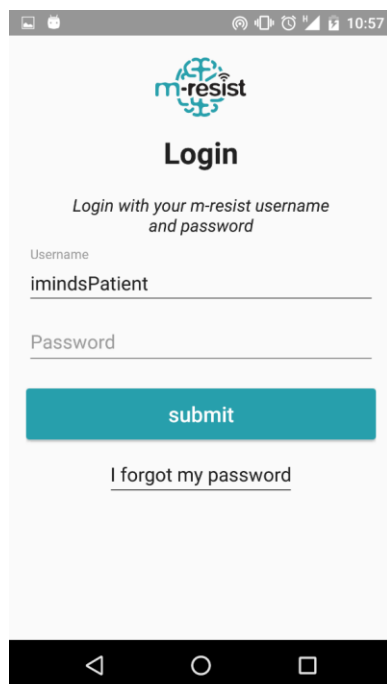 H 10:57
m-resist
Login
Login with your m-resist username
and password
Username
imindsPatient
Password
submit
I forgot my password